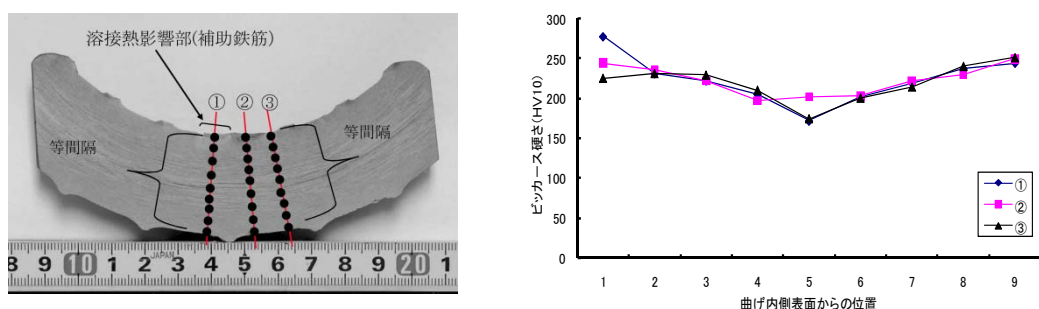 溶接熱影響部(補助鉄筋)
① ② ③
等間隔
等間隔
8 9 10 1 2 JAPAN 3 4 5 6 7 8 9 20 1
ビッカース硬さ(HV10)
300
250
200
150
100
50
0
1 2 3 4 5 6 7 8 9
曲げ内側表面からの位置
①
②
③